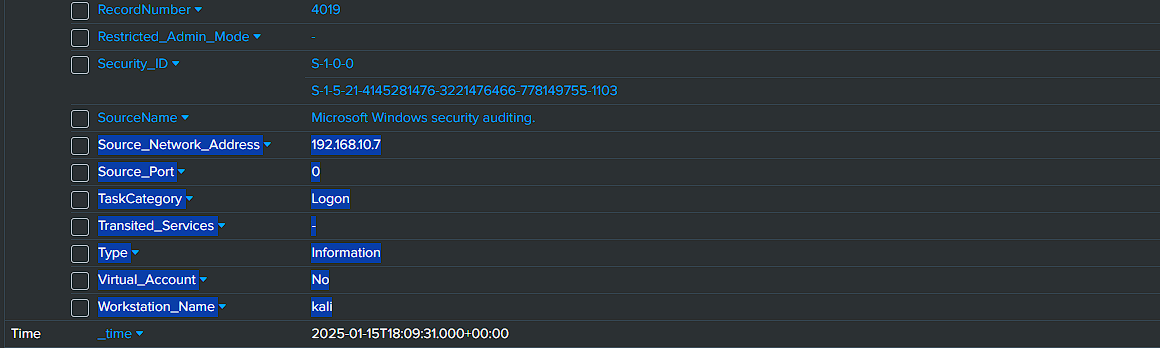 RecordNumber 4019
Restricted_Admin_Mode -
Security_ID S-1-0-0
S-1-5-21-4145281476-3221476466-778149755-1103
SourceName Microsoft Windows security auditing.
Source_Network_Address 192.168.10.7
Source_Port 0
TaskCategory Logon
Transited_Services -
Type Information
Virtual_Account No
Workstation_Name kali
Time _time 2025-01-15T18:09:31.000+00:00